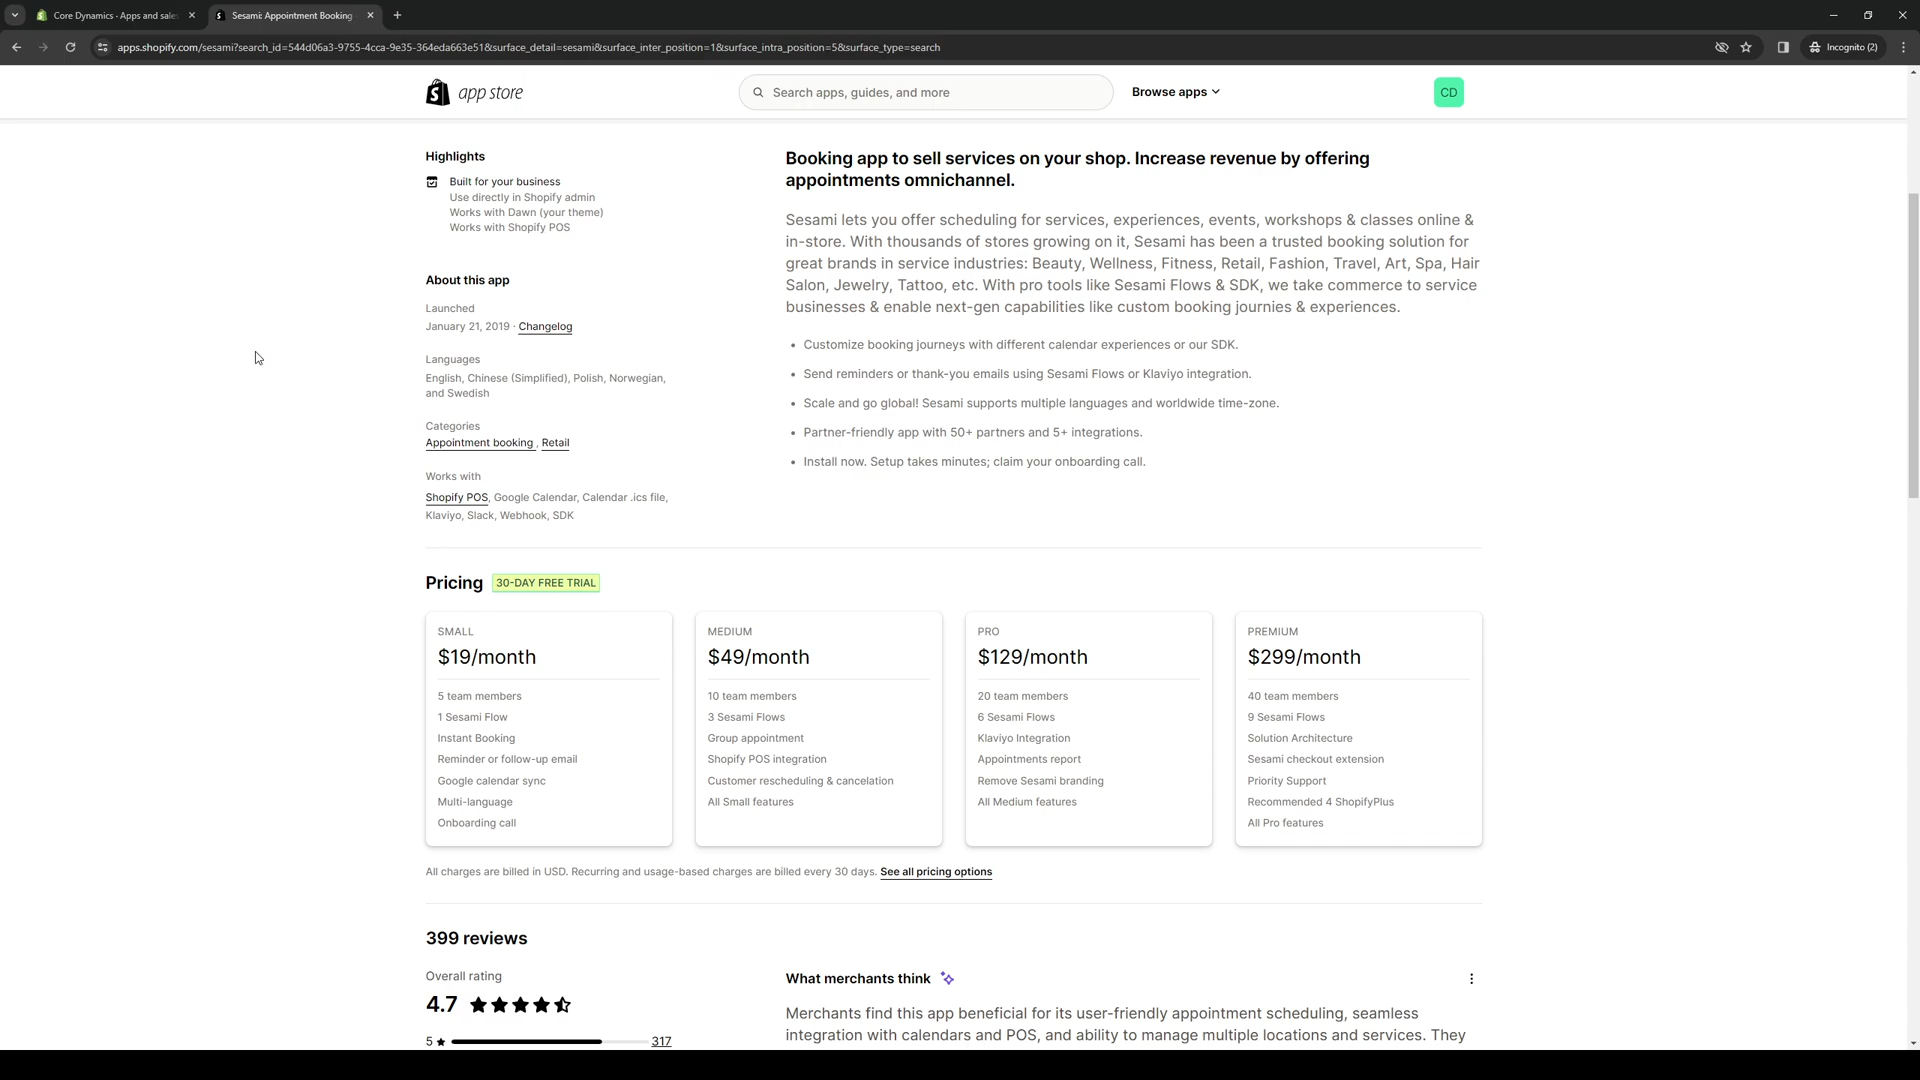 Core Dynamics · Apps and sales
Sesami: Appointment Booking
apps.shopify.com/sesami?search_id=544d06a3-9755-4cca-9e35-364eda663e51&surface_detail=sesami&surface_inter_position=1&surface_intra_position=5&surface_type=search
Incognito (2)
app store
Search apps, guides, and more
Browse apps
CD
Highlights
Built for your business
Use directly in Shopify admin
Works with Dawn (your theme)
Works with Shopify POS
About this app
Launched
January 21, 2019 · Changelog
Languages
English, Chinese (Simplified), Polish, Norwegian,
and Swedish
Categories
Appointment booking , Retail
Works with
Shopify POS, Google Calendar, Calendar .ics file,
Klaviyo, Slack, Webhook, SDK
Booking app to sell services on your shop. Increase revenue by offering
appointments omnichannel.
Sesami lets you offer scheduling for services, experiences, events, workshops & classes online &
in-store. With thousands of stores growing on it, Sesami has been a trusted booking solution for
great brands in service industries: Beauty, Wellness, Fitness, Retail, Fashion, Travel, Art, Spa, Hair
Salon, Jewelry, Tattoo, etc. With pro tools like Sesami Flows & SDK, we take commerce to service
businesses & enable next-gen capabilities like custom booking journies & experiences.
• Customize booking journeys with different calendar experiences or our SDK.
• Send reminders or thank-you emails using Sesami Flows or Klaviyo integration.
• Scale and go global! Sesami supports multiple languages and worldwide time-zone.
• Partner-friendly app with 50+ partners and 5+ integrations.
• Install now. Setup takes minutes; claim your onboarding call.
Pricing 30-DAY FREE TRIAL
SMALL
$19/month
5 team members
1 Sesami Flow
Instant Booking
Reminder or follow-up email
Google calendar sync
Multi-language
Onboarding call
MEDIUM
$49/month
10 team members
3 Sesami Flows
Group appointment
Shopify POS integration
Customer rescheduling & cancelation
All Small features
PRO
$129/month
20 team members
6 Sesami Flows
Klaviyo Integration
Appointments report
Remove Sesami branding
All Medium features
PREMIUM
$299/month
40 team members
9 Sesami Flows
Solution Architecture
Sesami checkout extension
Priority Support
Recommended 4 ShopifyPlus
All Pro features
All charges are billed in USD. Recurring and usage-based charges are billed every 30 days. See all pricing options
399 reviews
Overall rating
4.7
5 ★ 317
What merchants think
Merchants find this app beneficial for its user-friendly appointment scheduling, seamless
integration with calendars and POS, and ability to manage multiple locations and services. They